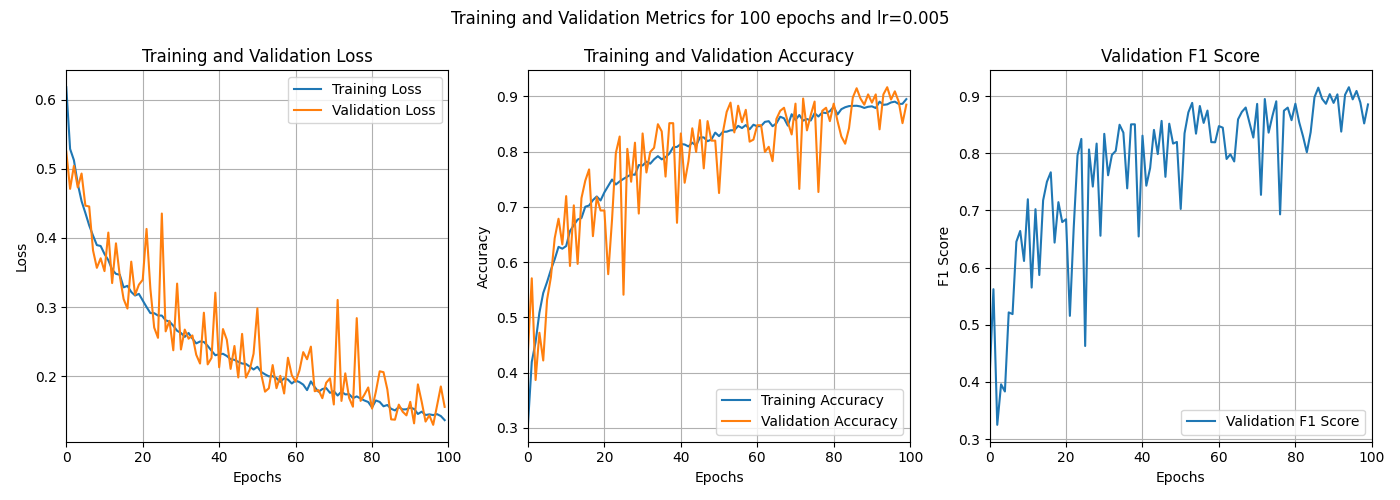 Training and Validation Metrics for 100 epochs and lr=0.005
Training and Validation Loss
Loss
0.6
0.5
0.4
0.3
0.2
0 20 40 60 80 100
Epochs
Training Loss
Validation Loss
Training and Validation Accuracy
Accuracy
0.9
0.8
0.7
0.6
0.5
0.4
0.3
0 20 40 60 80 100
Epochs
Training Accuracy
Validation Accuracy
Validation F1 Score
F1 Score
0.9
0.8
0.7
0.6
0.5
0.4
0.3
0 20 40 60 80 100
Epochs
Validation F1 Score